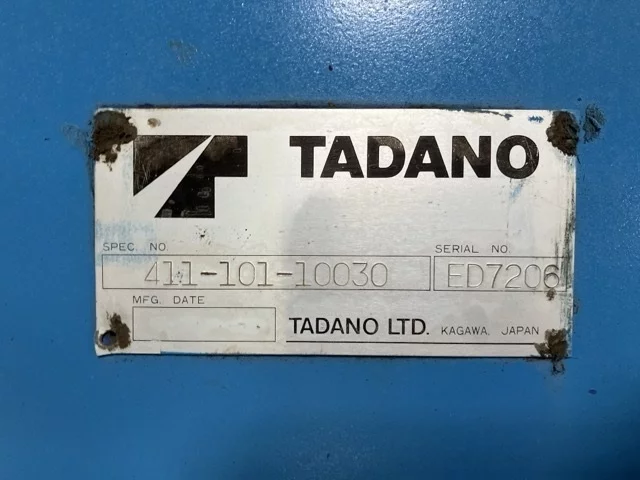 TADANO
SPEC. NO.
SERIAL NO.
411-101-10030
ED7206
MFG. DATE
TADANO LTD. KAGAWA, JAPAN